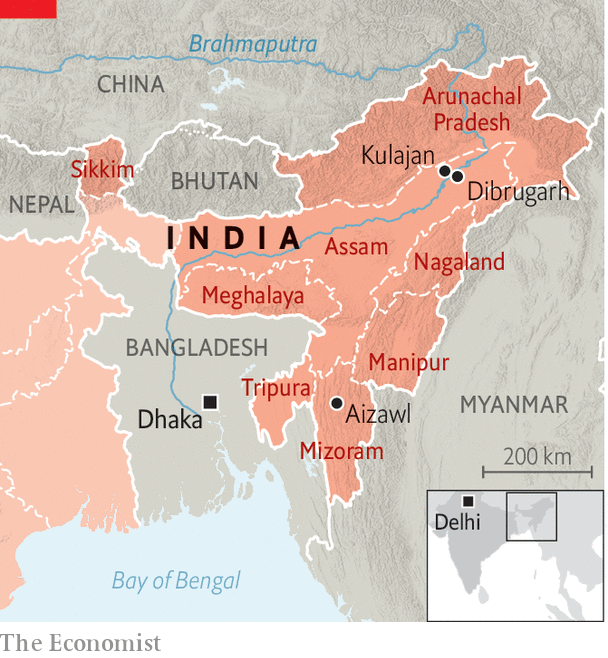 Brahmaputra
CHINA
Arunachal
Pradesh
Kulajan
Sikkim
BHUTAN
Dibrugarh
NEPAL
INDIA
Assam
Nagaland
Meghalaya
BANGLADESH
Manipur
Tripura
Dhaka
Aizawl
MYANMAR
Mizoram
200 km
Delhi
Bay of Bengal
The Economist